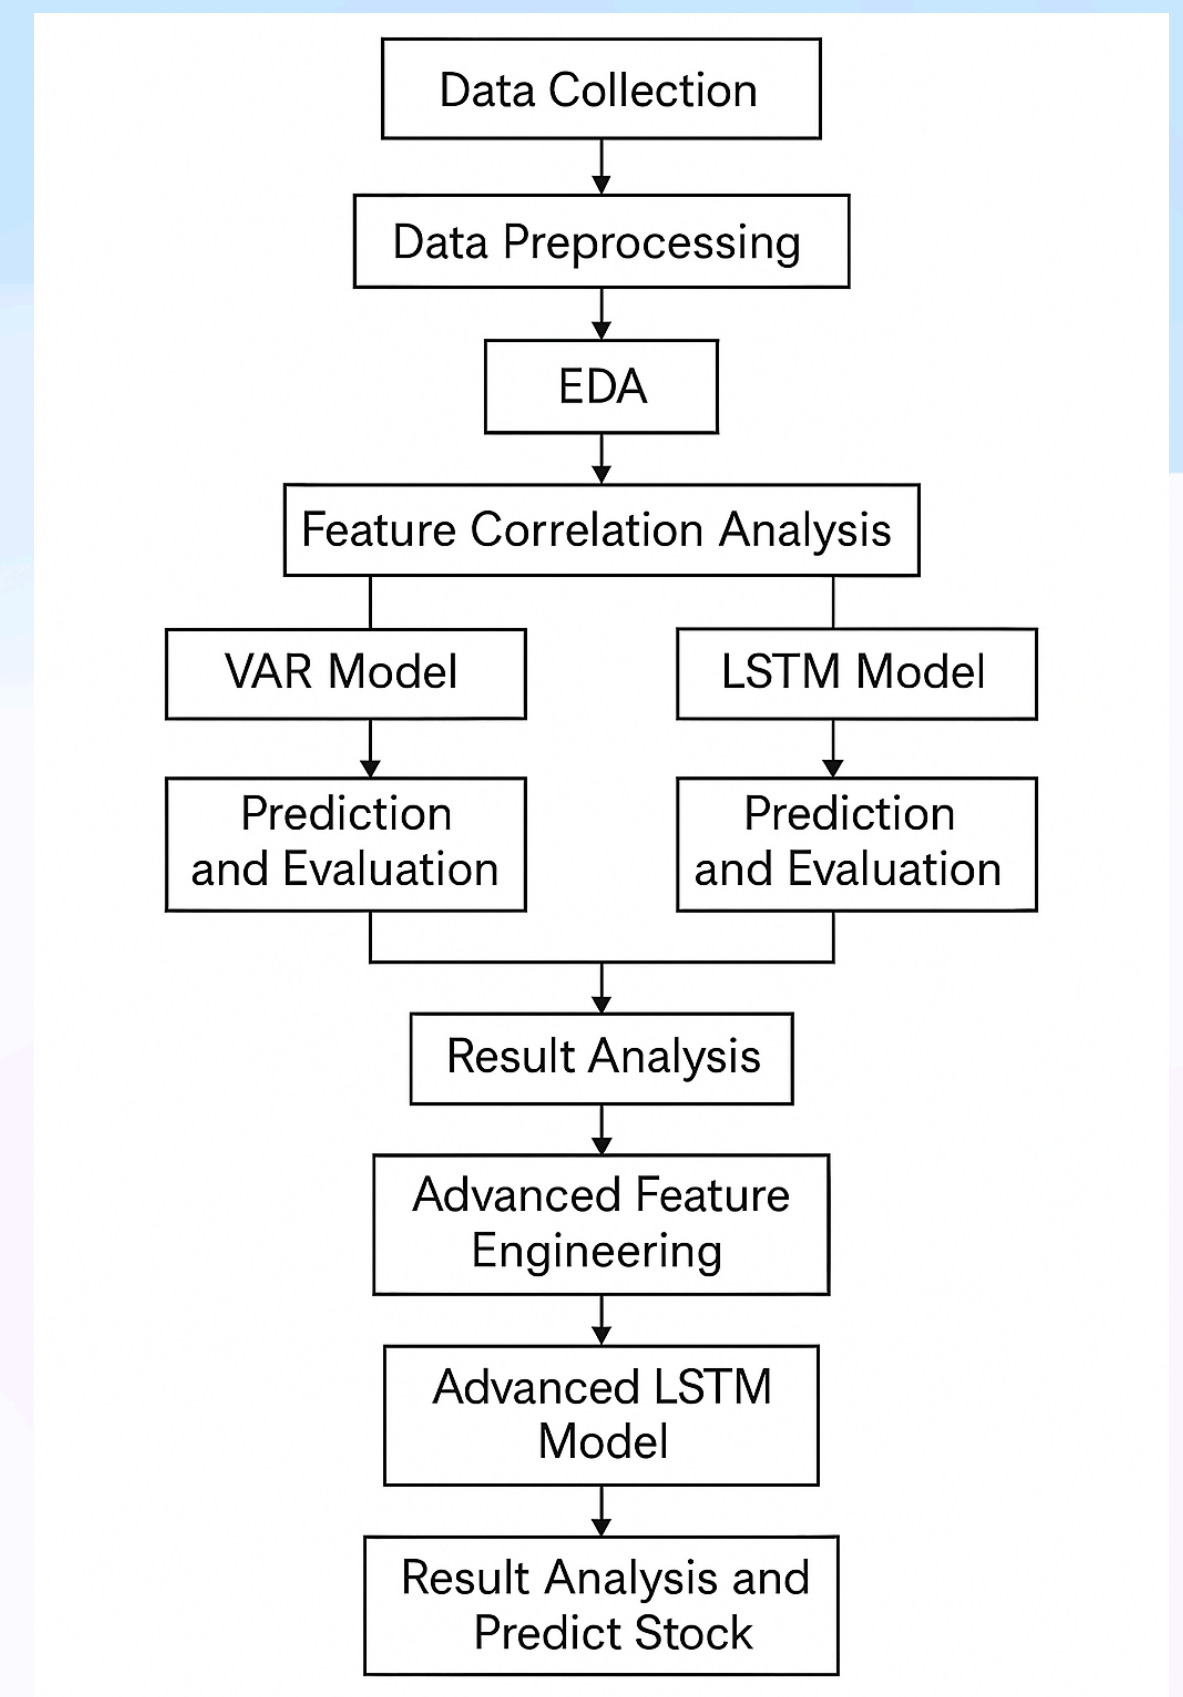 Data Collection
Data Preprocessing
EDA
Feature Correlation Analysis
VAR Model
LSTM Model
Prediction
and Evaluation
Prediction
and Evaluation
Result Analysis
Advanced Feature
Engineering
Advanced LSTM
Model
Result Analysis and
Predict Stock